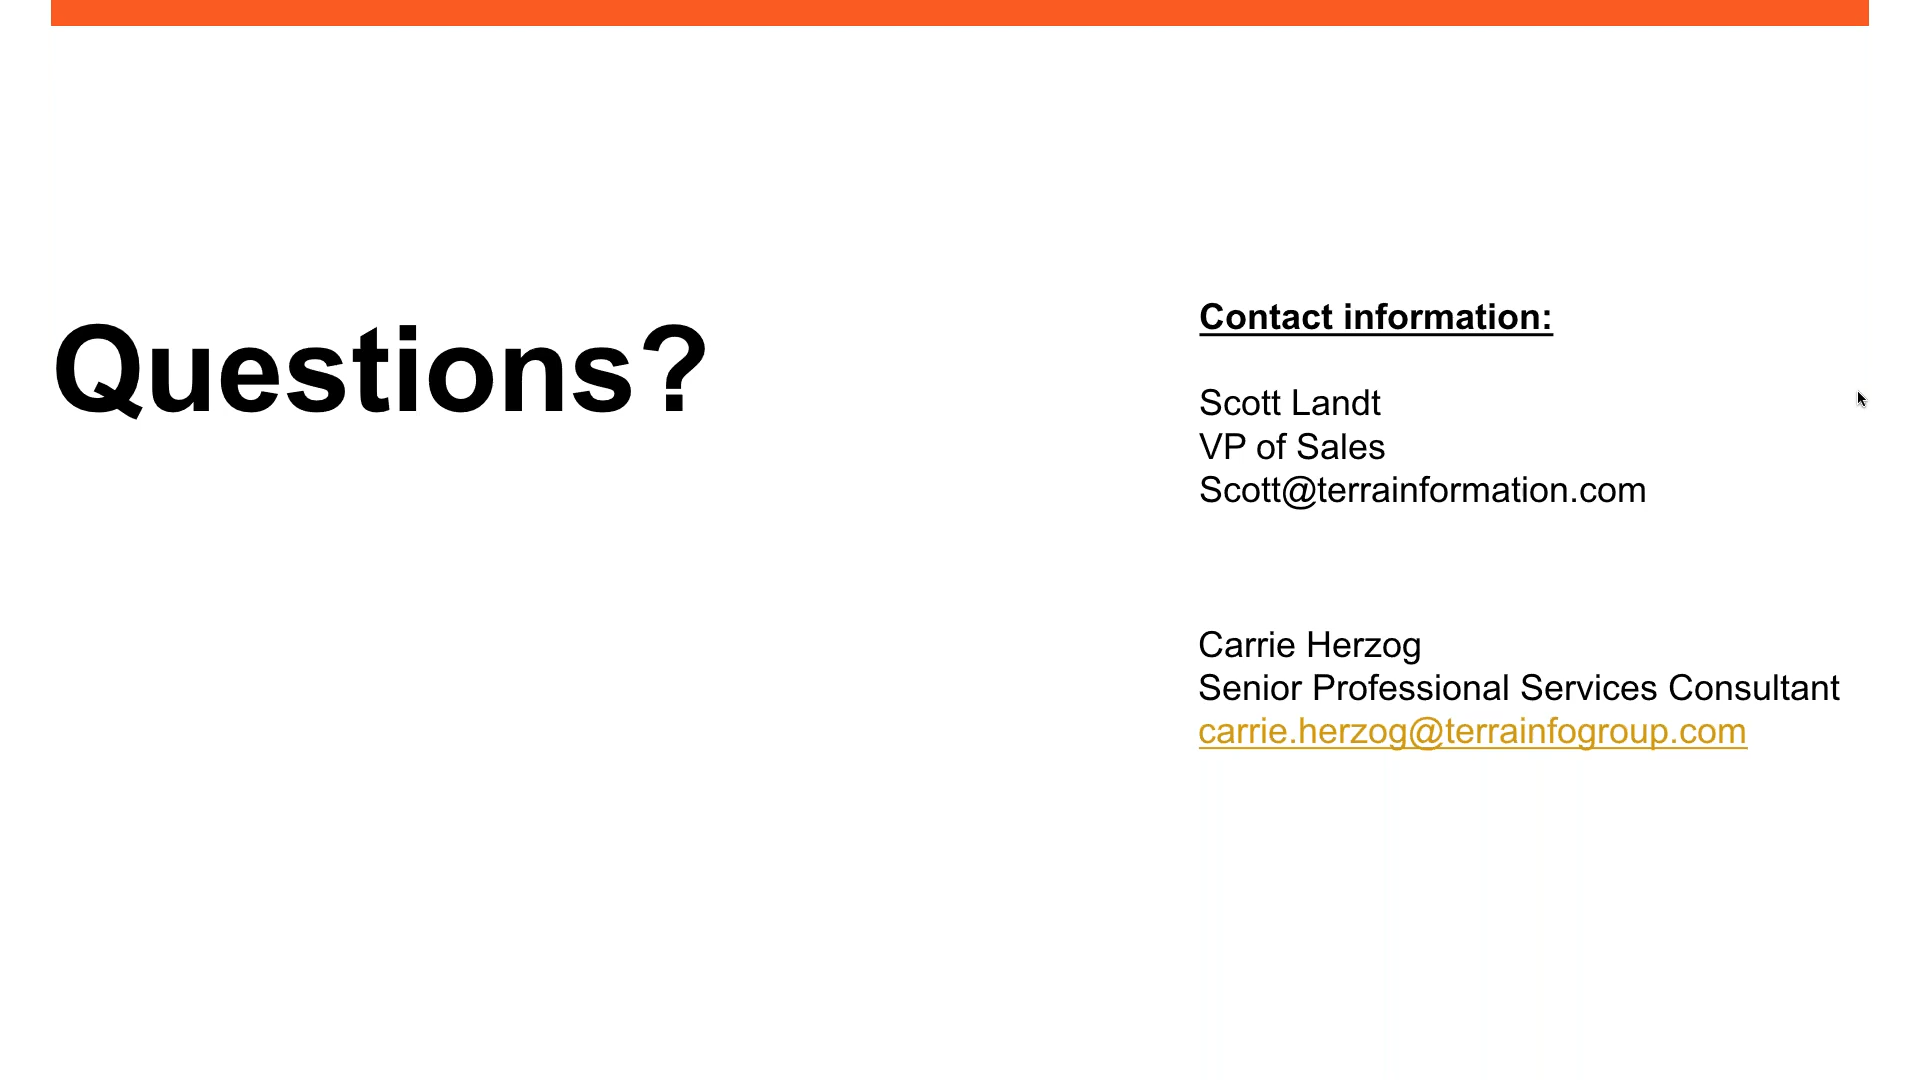 Questions?
Contact information:
Scott Landt
VP of Sales
Scott@terrainformation.com
Carrie Herzog
Senior Professional Services Consultant
carrie.herzog@terrainfogroup.com